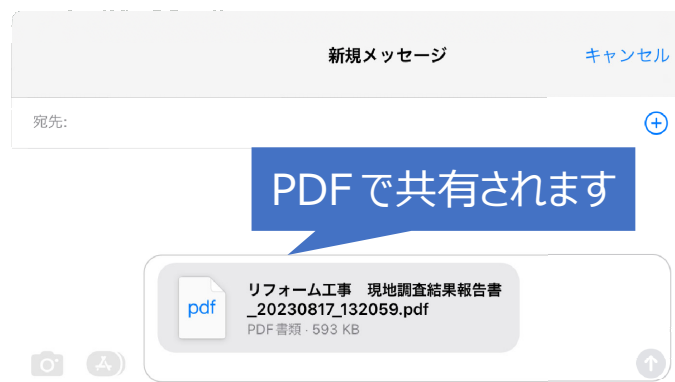 新規メッセージ
キャンセル
宛先:
PDFで共有されます
pdf
リフォーム工事　現地調査結果報告書
_20230817_132059.pdf
PDF書類・593 KB